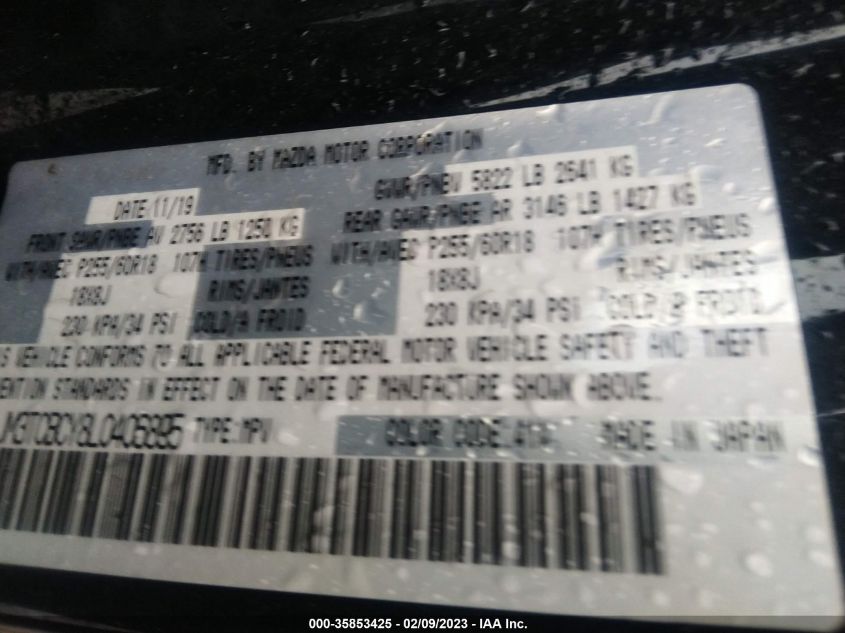 MFD. BY MAZDA MOTOR CORPORATION
DATE:11/19 GVWR/PNBV 5822 LB 2641 KG
FRONT GAWR/PNBE AV 2756 LB 1250 KG REAR GAWR/PNBE AR 3146 LB 1427 KG
WITH/AVEC P255/60R18 107H TIRES/PNEUS WITH/AVEC P255/60R18 107H TIRES/PNEUS
18X8J RIMS/JANTES 18X8J RIMS/JANTES
230 KPA/34 PSI COLD/A FROID 230 KPA/34 PSI COLD/A FROID
S VEHICLE CONFORMS TO ALL APPLICABLE FEDERAL MOTOR VEHICLE SAFETY AND THEFT
ENTION STANDARDS IN EFFECT ON THE DATE OF MANUFACTURE SHOWN ABOVE.
TYPE:MPV COLOR CODE: MADE IN JAPAN
000-35853425 - 02/09/2023 - IAA Inc.